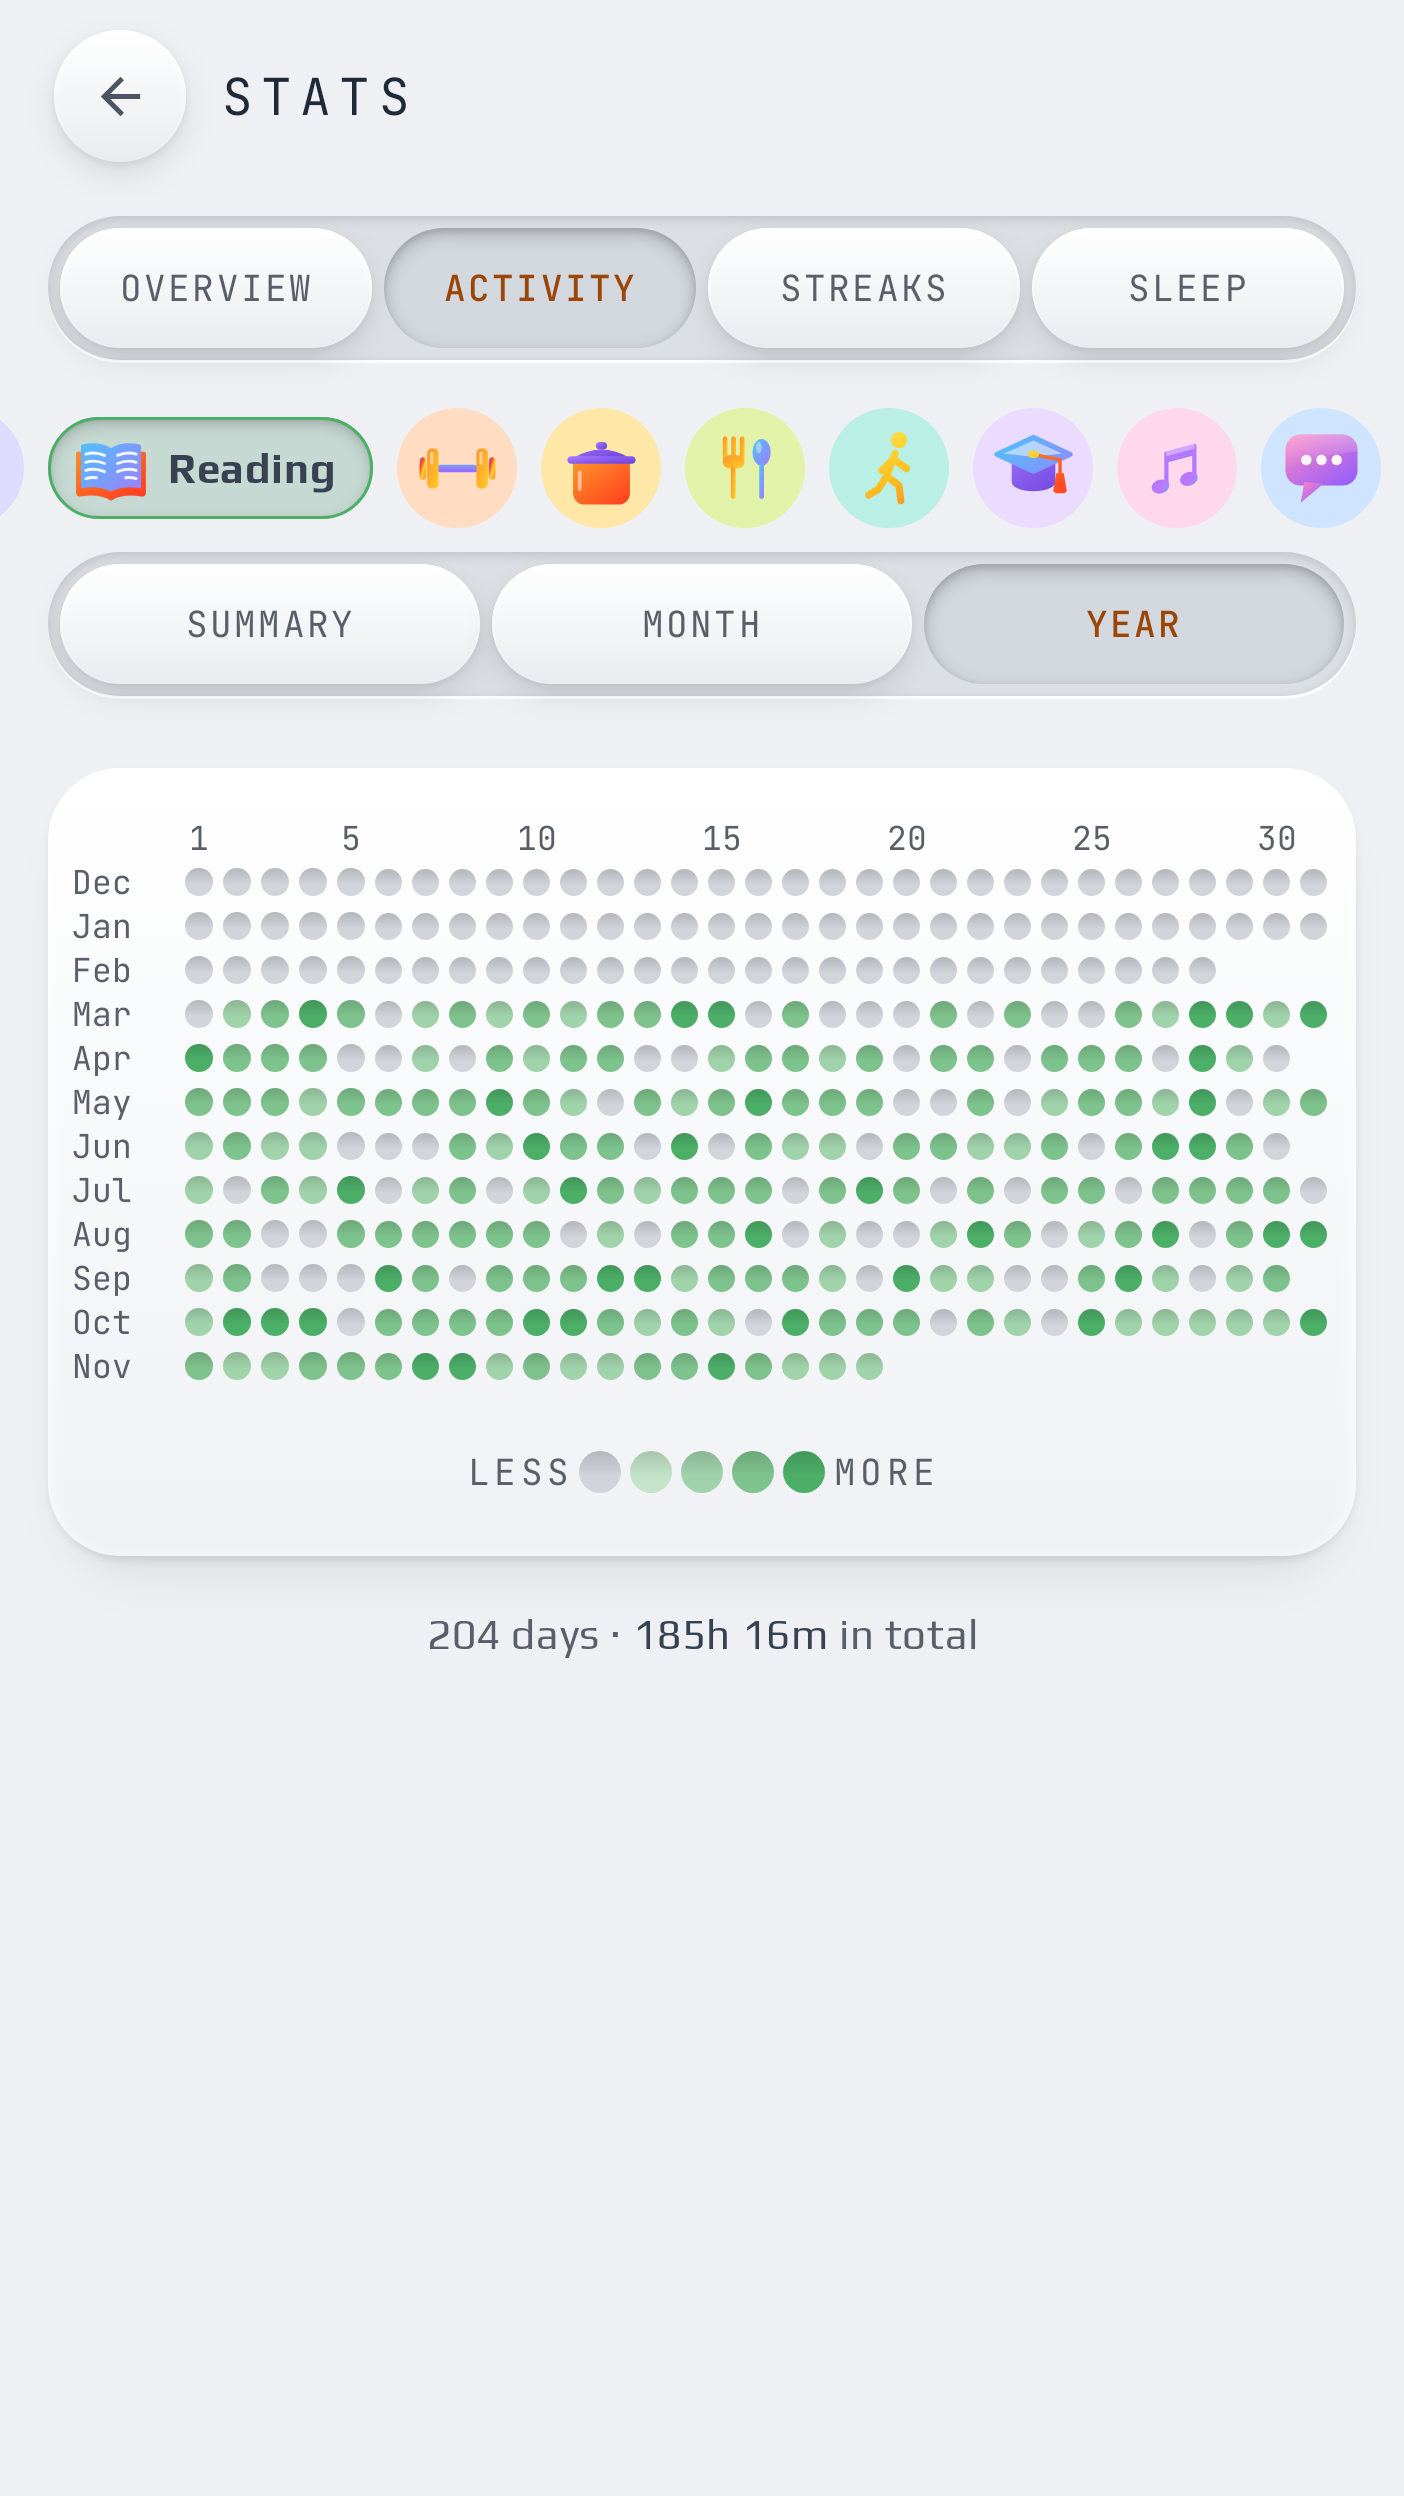 STATS
OVERVIEW ACTIVITY STREAKS SLEEP
Reading
SUMMARY MONTH YEAR
1 5 10 15 20 25 30
Dec
Jan
Feb
Mar
Apr
May
Jun
Jul
Aug
Sep
Oct
Nov
LESS MORE
204 days · 185h 16m in total